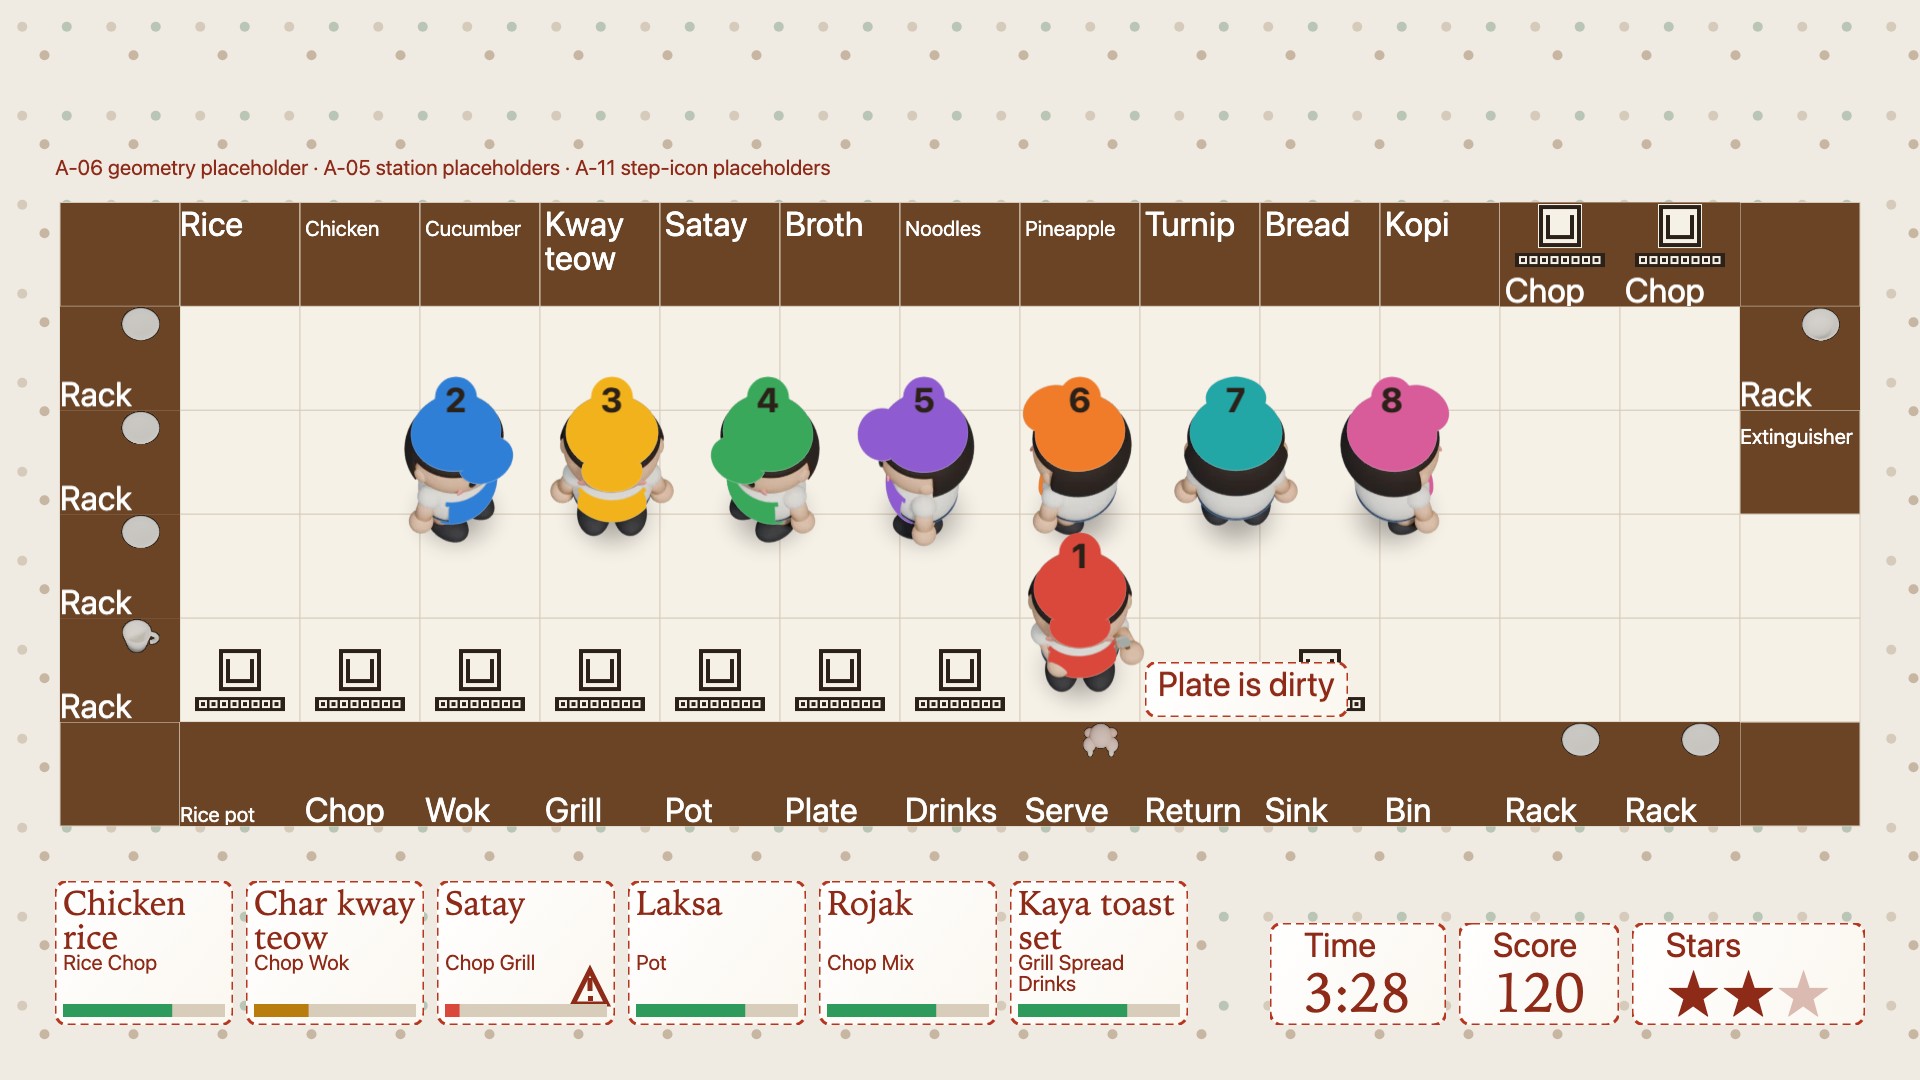 A-06 geometry placeholder · A-05 station placeholders · A-11 step-icon placeholders
Rice
Chicken
Cucumber
Kway
teow
Satay
Broth
Noodles
Pineapple
Turnip
Bread
Kopi
Chop
Chop
Rack
Rack
Extinguisher
2
3
4
5
6
7
8
Rack
Rack
1
Rack
Plate is dirty
Rice pot
Chop
Wok
Grill
Pot
Plate
Drinks
Serve
Return
Sink
Bin
Rack
Rack
Chicken
rice
Rice Chop
Char kway
teow
Chop Wok
Satay
Chop Grill
Laksa
Pot
Rojak
Chop Mix
Kaya toast
set
Grill Spread
Drinks
Time
3:28
Score
120
Stars